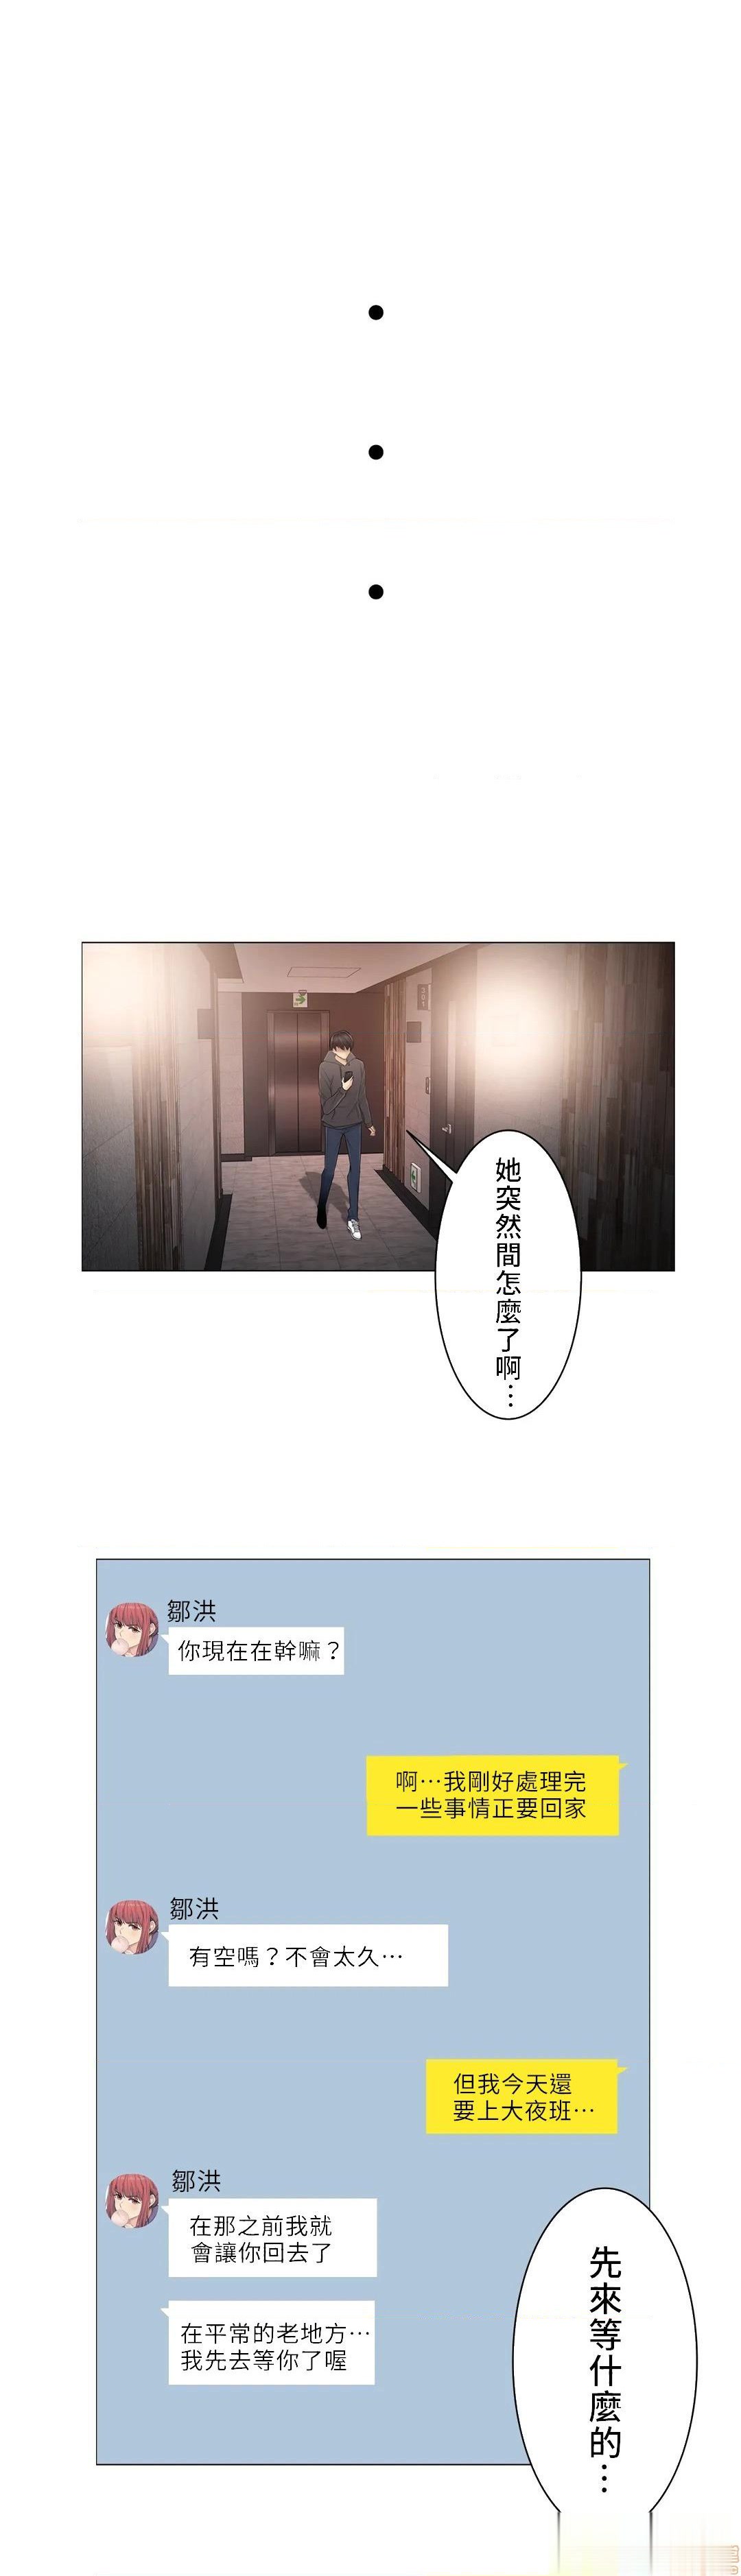 301
她突然間怎麼了啊…
鄒洪
你現在在幹嘛？
啊…我剛好處理完
一些事情正要回家
鄒洪
有空嗎？不會太久…
但我今天還
要上大夜班…
鄒洪
在那之前我就
會讓你回去了
在平常的老地方…
我先去等你了喔
先來等什麼的…